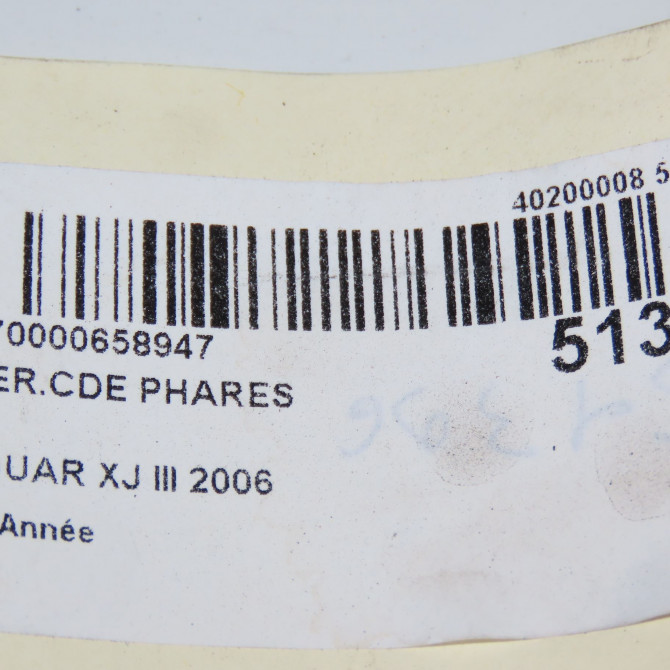 40200008 5
70000658947
513
ER.CDE PHARES
UAR XJ III 2006
Année